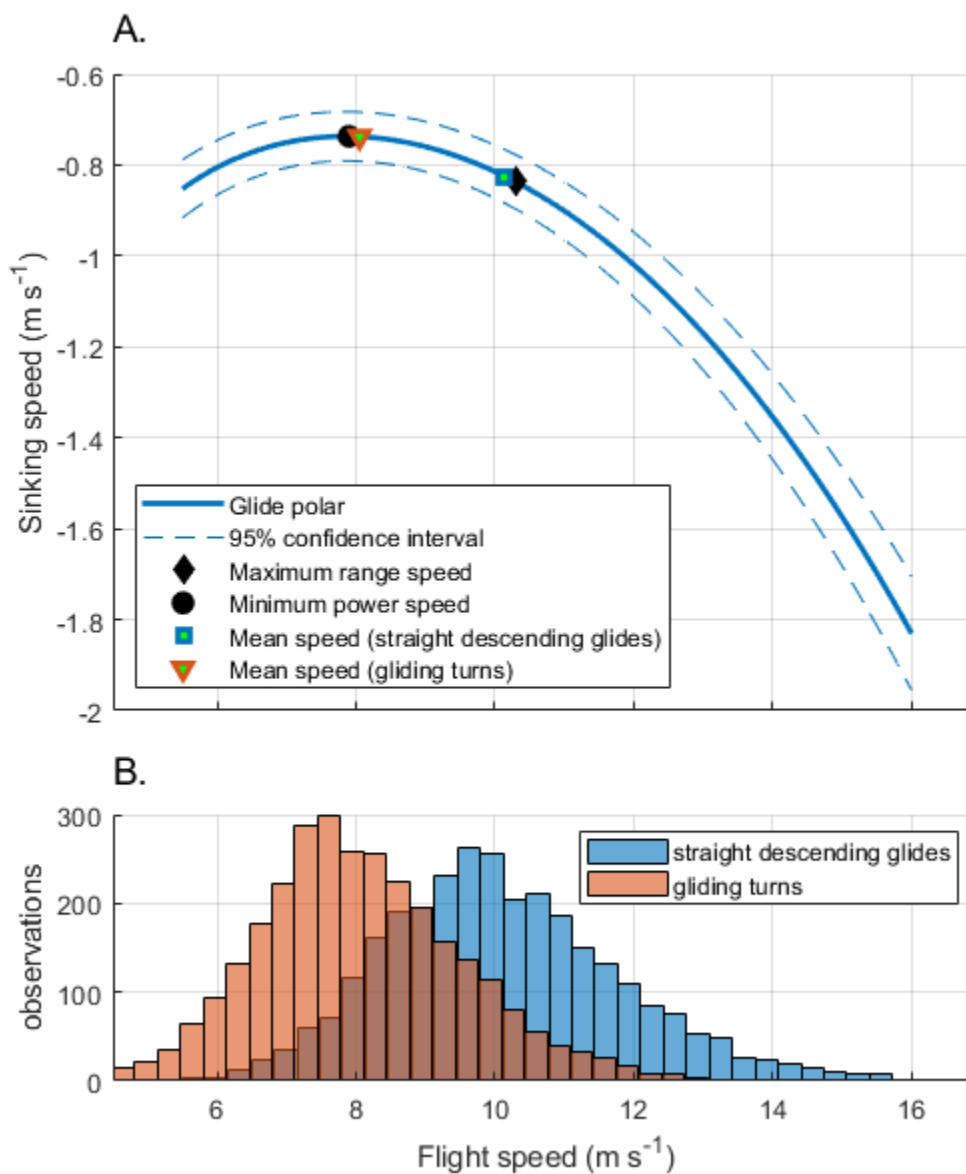 A.
-0.6
-0.8
-1
-1.2
-1.4
-1.6
-1.8
-2
Sinking speed (m s⁻¹)
Glide polar
95% confidence interval
Maximum range speed
Minimum power speed
Mean speed (straight descending glides)
Mean speed (gliding turns)
B.
300
200
100
0
observations
straight descending glides
gliding turns
6 8 10 12 14 16
Flight speed (m s⁻¹)